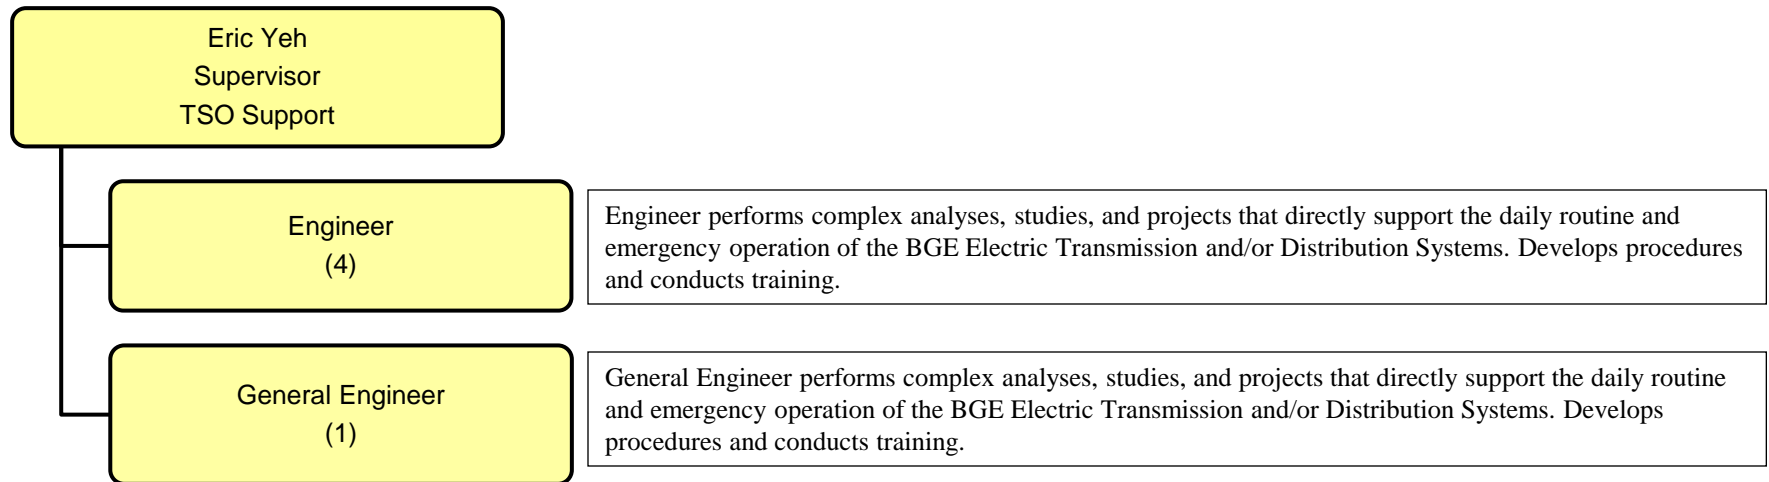 Eric Yeh
Supervisor
TSO Support
Engineer
(4)
Engineer performs complex analyses, studies, and projects that directly support the daily routine and
emergency operation of the BGE Electric Transmission and/or Distribution Systems. Develops procedures
and conducts training.
General Engineer
(1)
General Engineer performs complex analyses, studies, and projects that directly support the daily routine
and emergency operation of the BGE Electric Transmission and/or Distribution Systems. Develops
procedures and conducts training.